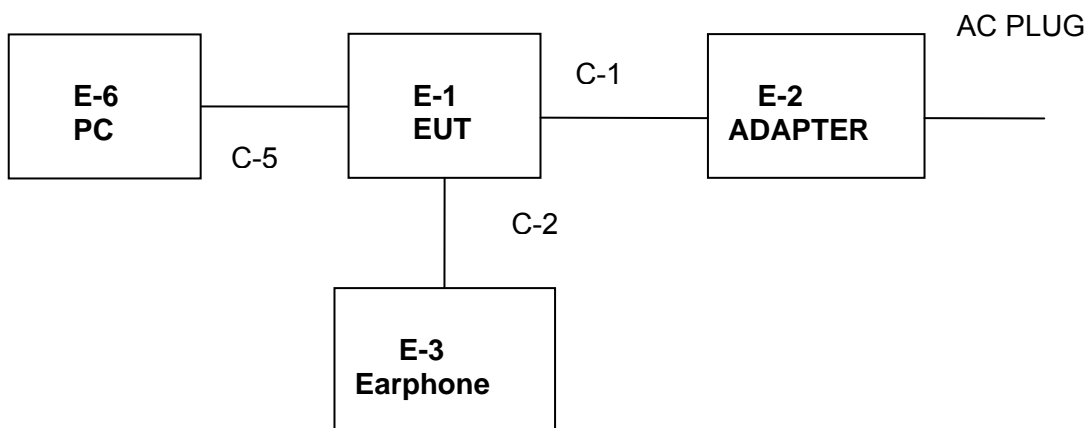 AC PLUG
E-6
PC
C-5
E-1
EUT
C-1
E-2
ADAPTER
C-2
E-3
Earphone